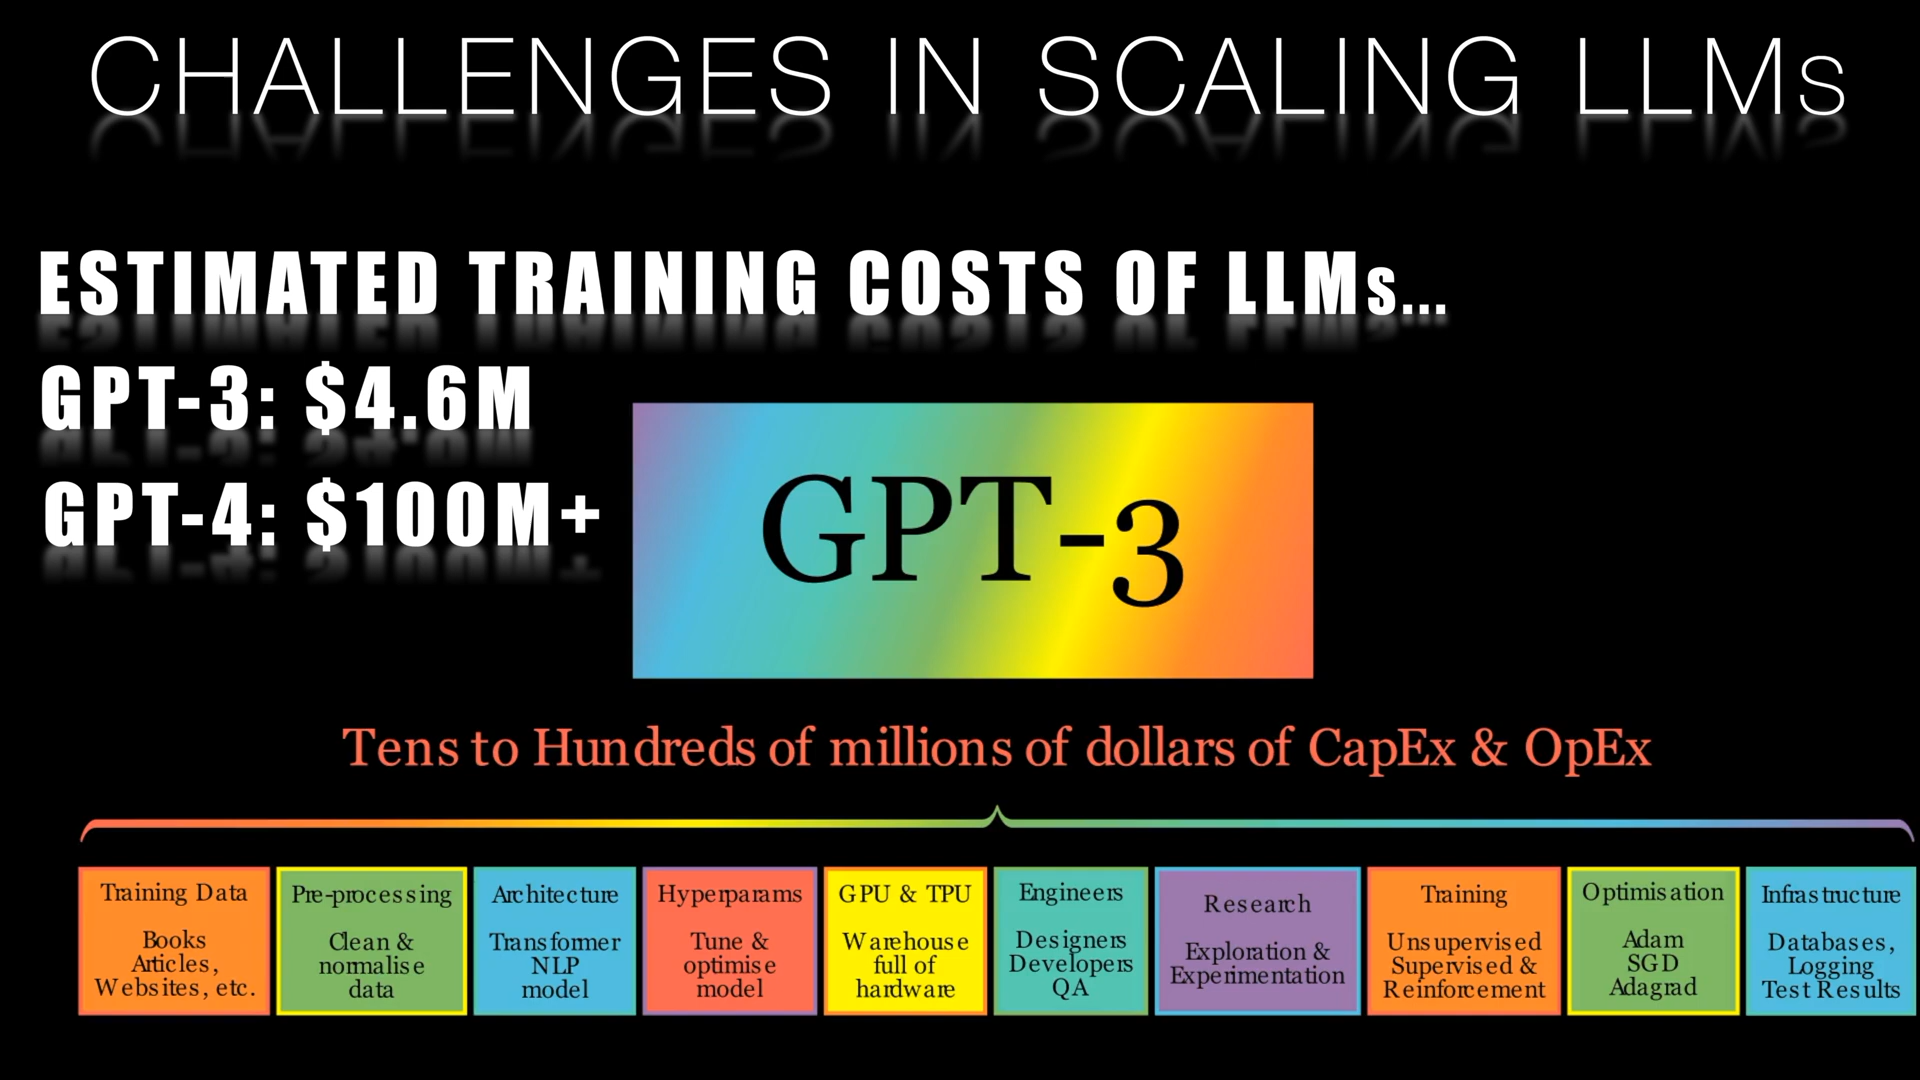 CHALLENGES IN SCALING LLMs
ESTIMATED TRAINING COSTS OF LLMs...
GPT-3: $4.6M
GPT-4: $100M+
GPT-3
Tens to Hundreds of millions of dollars of CapEx & OpEx
Training Data
Books
Articles,
Websites, etc.
Pre-processing
Clean &
normalise
data
Architecture
Transformer
NLP
model
Hyperparams
Tune &
optimise
model
GPU & TPU
Warehouse
full of
hardware
Engineers
Designers
Developers
QA
Research
Exploration &
Experimentation
Training
Unsupervised
Supervised &
Reinforcement
Optimisation
Adam
SGD
Adagrad
Infrastructure
Databases,
Logging
Test Results